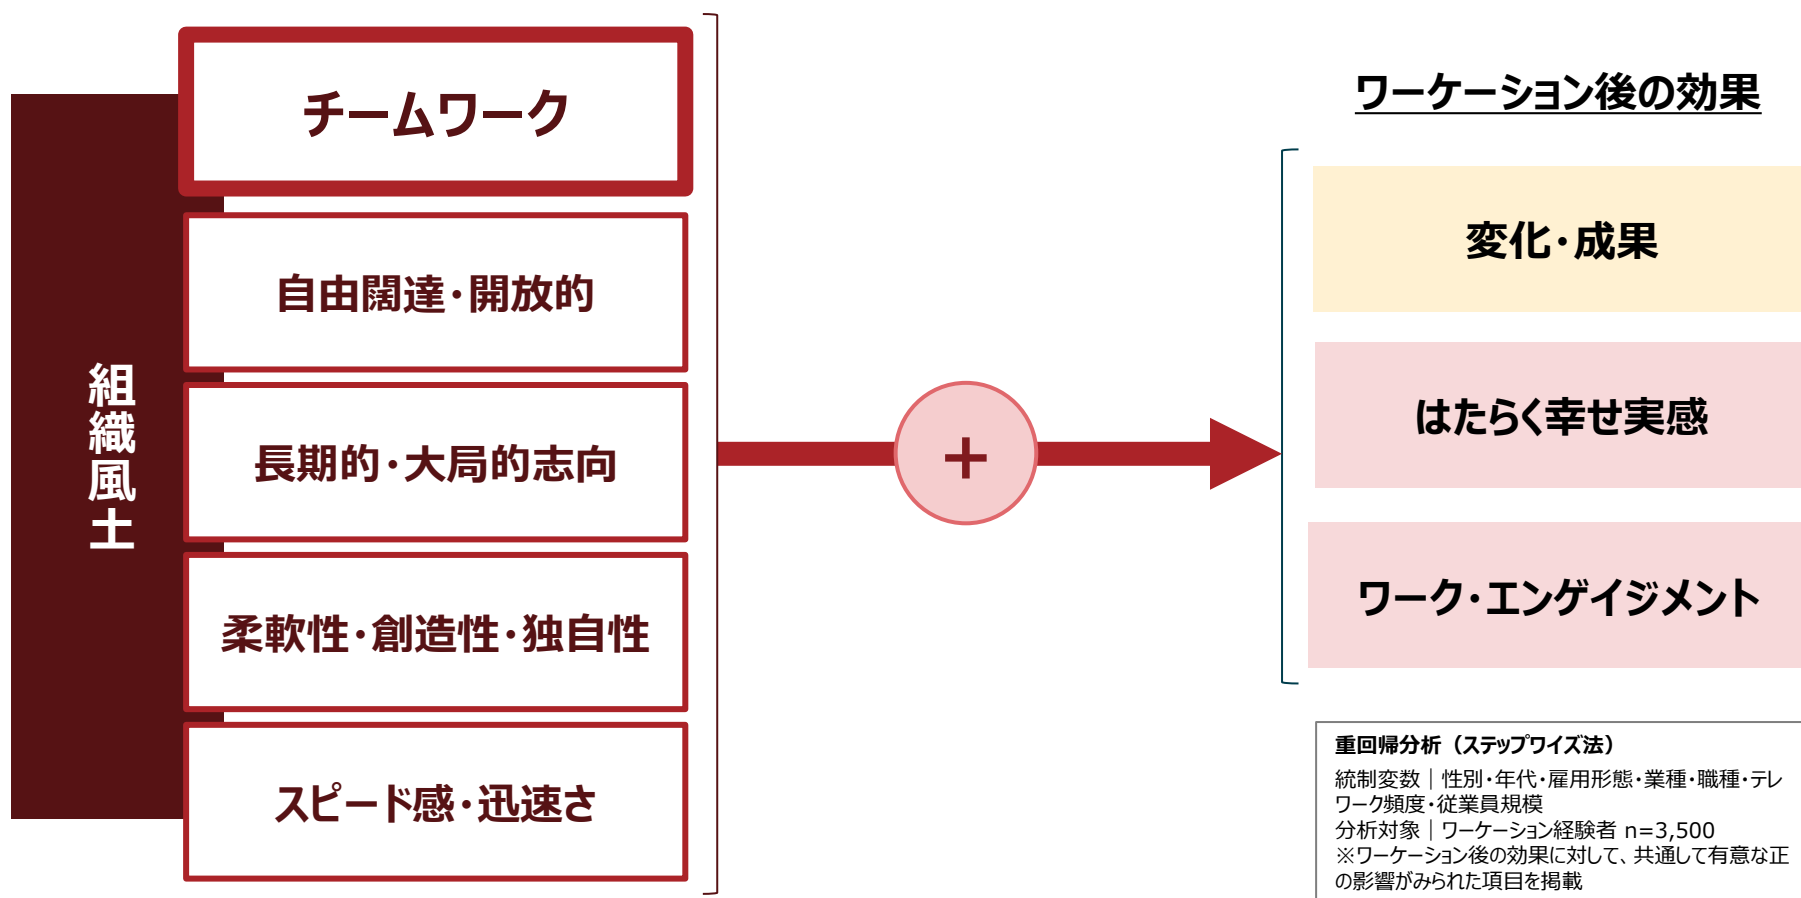 組織風土
チームワーク
自由闊達・開放的
長期的・大局的志向
柔軟性・創造性・独自性
スピード感・迅速さ
+
ワーケーション後の効果
変化・成果
はたらく幸せ実感
ワーク・エンゲイジメント
重回帰分析（ステップワイズ法）
統制変数｜性別・年代・雇用形態・業種・職種・テレ
ワーク頻度・従業員規模
分析対象｜ワーケーション経験者 n=3,500
※ワーケーション後の効果に対して、共通して有意な正
の影響がみられた項目を掲載